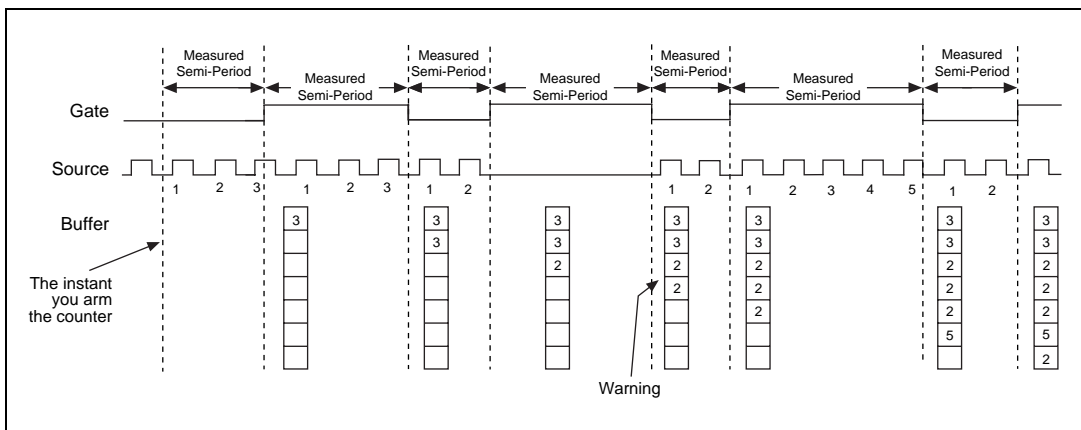 Measured
Semi-Period
Measured
Semi-Period
Measured
Semi-Period
Measured
Semi-Period
Measured
Semi-Period
Measured
Semi-Period
Measured
Semi-Period
Gate
Source
1 2 3 1 2 3 1 2 1 2 1 2 3 4 5 1 2
Buffer
3 3 3 3 3 3 3
3 3 3 3 3 3
2 2 2 2 2
2 2 2 2
2 2 2
5 5
2
The instant
you arm
the counter
Warning